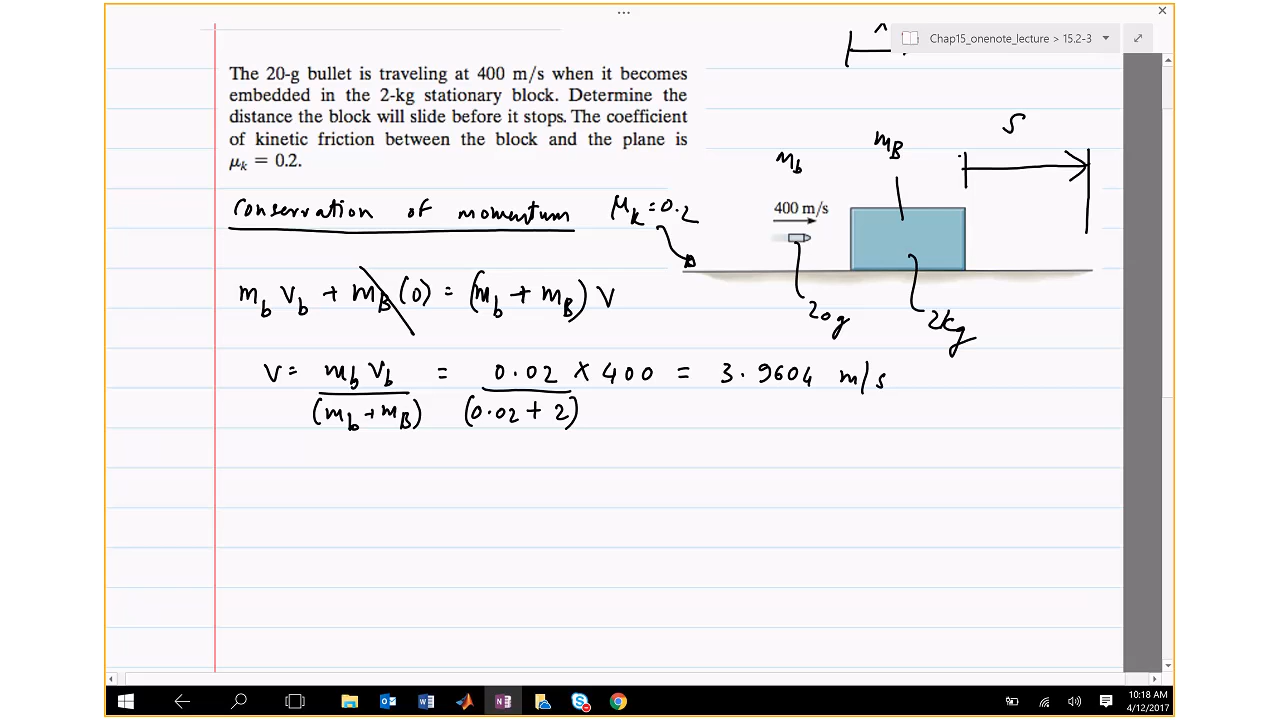 ...
Chap15_onenote_lecture > 15.2-3
The 20-g bullet is traveling at 400 m/s when it becomes
embedded in the 2-kg stationary block. Determine the
distance the block will slide before it stops. The coefficient
of kinetic friction between the block and the plane is
μk = 0.2.
S
mb
mB
400 m/s
Conservation of momentum
μk = 0.2
20g
2kg
mb vb + mB (0) = (mb + mB) v
v = mb vb / (mb + mB) = 0.02 × 400 / (0.02 + 2) = 3.9604 m/s
10:18 AM
4/12/2017